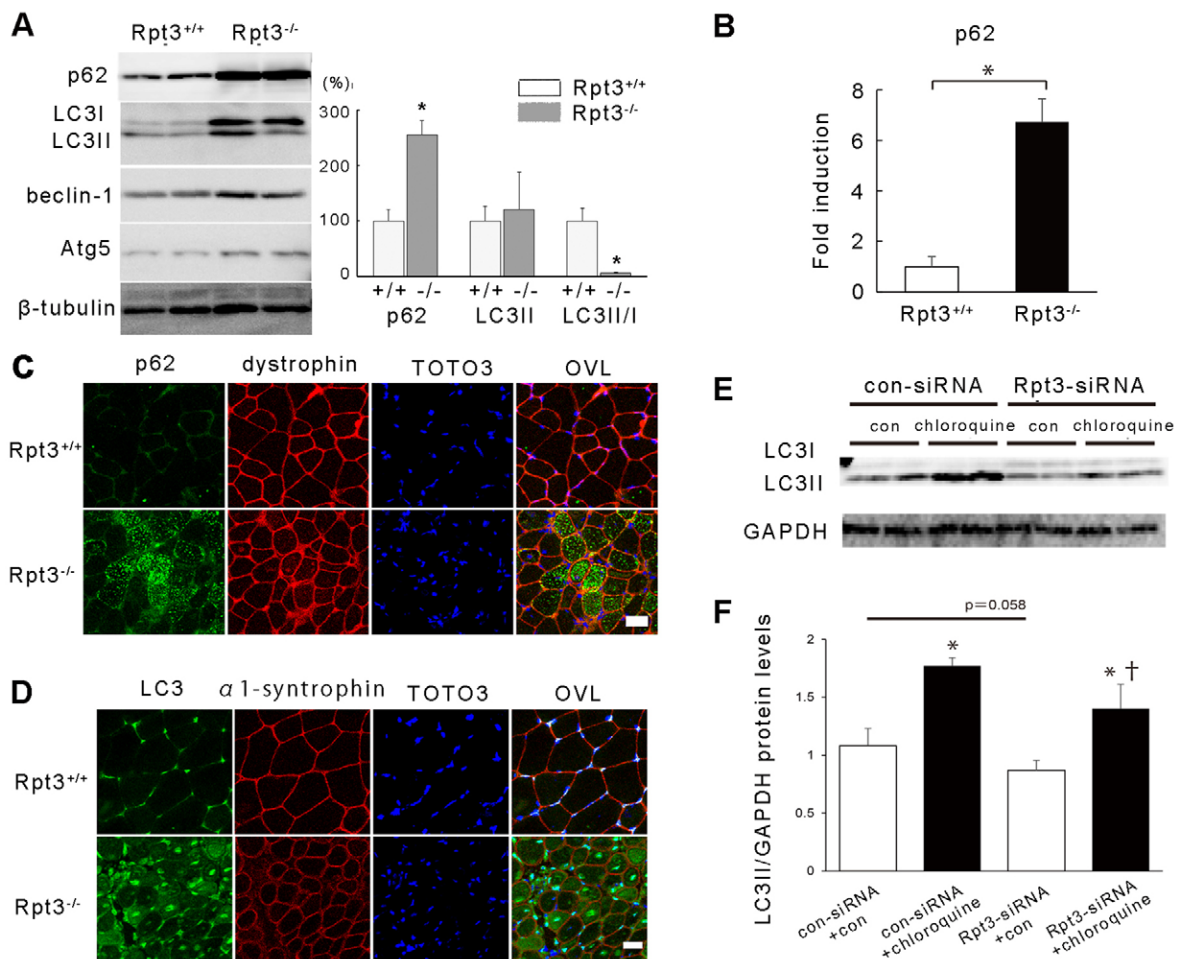 A
Rpt3+/+ Rpt3-/-
p62
LC3I
LC3II
beclin-1
Atg5
β-tubulin
(%)
300
200
100
0
Rpt3+/+
Rpt3-/-
*
*
+/+ -/- +/+ -/- +/+ -/-
p62 LC3II LC3II/I
B
p62
*
Fold induction
8
6
4
2
0
Rpt3+/+ Rpt3-/-
C
p62 dystrophin TOTO3 OVL
Rpt3+/+
Rpt3-/-
D
LC3 α1-syntrophin TOTO3 OVL
Rpt3+/+
Rpt3-/-
E
con-siRNA Rpt3-siRNA
con chloroquine con chloroquine
LC3I
LC3II
GAPDH
F
p=0.058
LC3II/GAPDH protein levels
2
1.5
1
0.5
0
*
* †
con-siRNA
+con
con-siRNA
+chloroquine
Rpt3-siRNA
+con
Rpt3-siRNA
+chloroquine